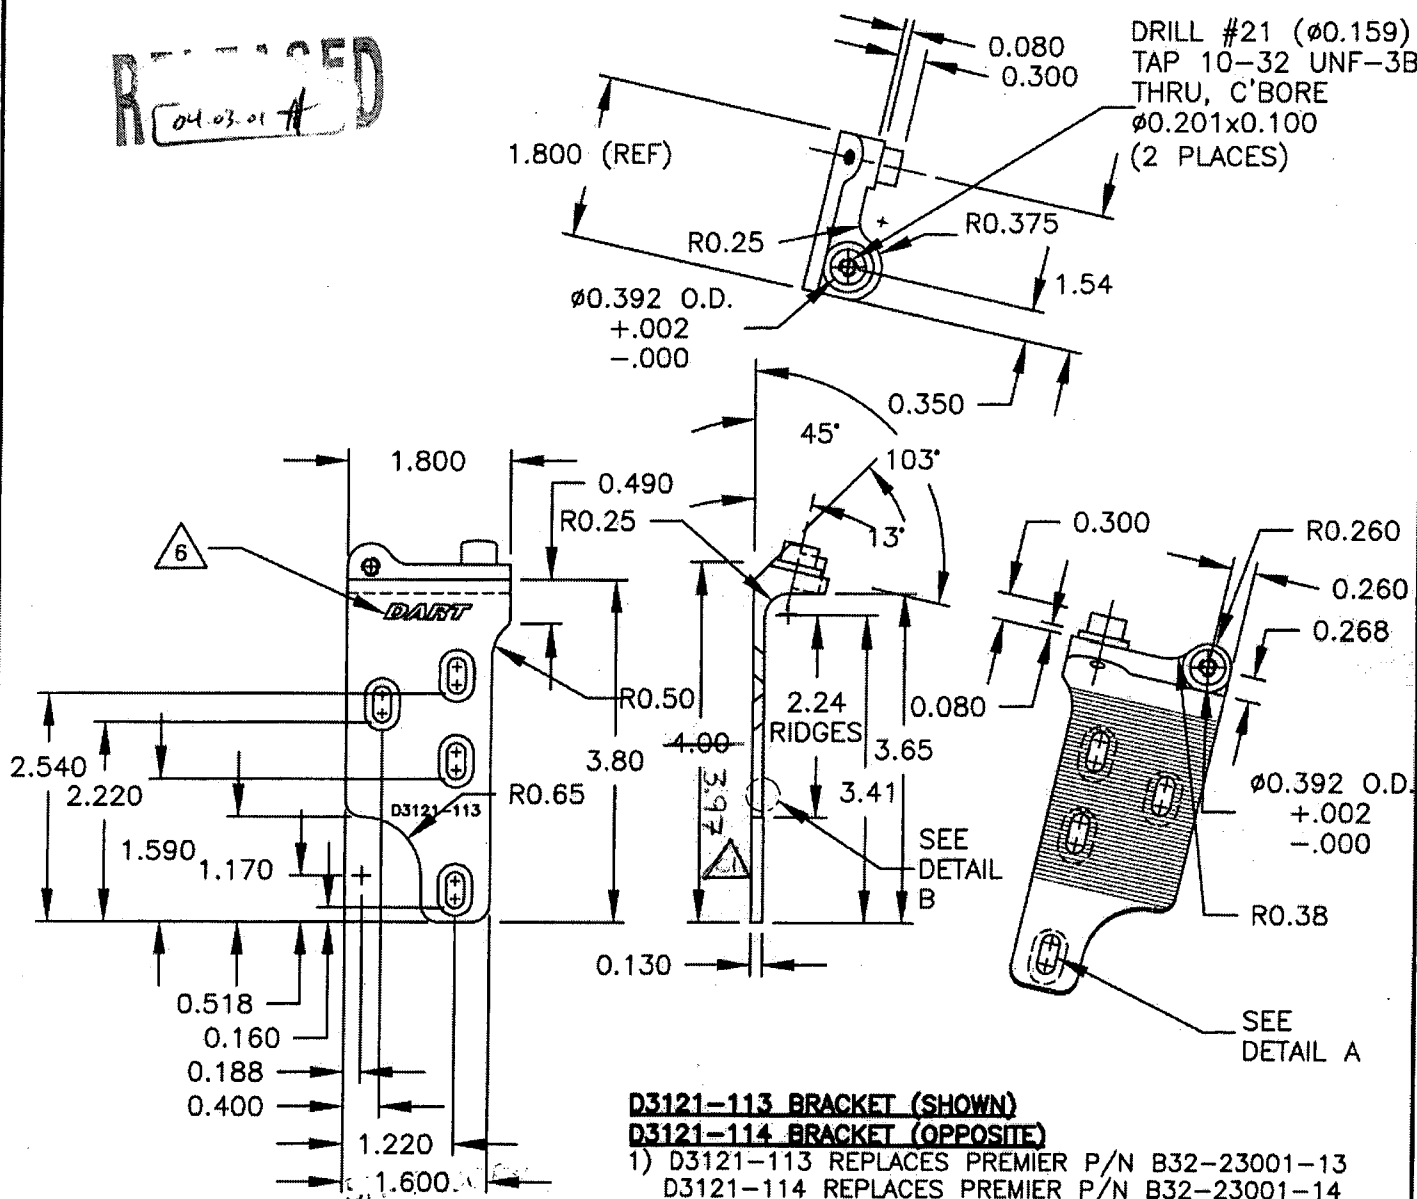 04.03.01
0.080
0.300
DRILL #21 (ø0.159)
TAP 10-32 UNF-3B
THRU, C'BORE
ø0.201x0.100
(2 PLACES)
1.800 (REF)
R0.25
R0.375
1.54
ø0.392 O.D.
+.002
-.000
0.350
45°
103°
13°
1.800
0.490
R0.25
6
DART
0.300
R0.260
0.260
0.268
R0.50
2.24
RIDGES
0.080
2.540
2.220
3.80
4.00
3.97
3.65
3.41
D3121-113
R0.65
1.590
1.170
ø0.392 O.D.
+.002
-.000
SEE
DETAIL
B
R0.38
0.130
0.518
0.160
0.188
0.400
1.220
1.600
SEE
DETAIL A
D3121-113 BRACKET (SHOWN)
D3121-114 BRACKET (OPPOSITE)
1) D3121-113 REPLACES PREMIER P/N B32-23001-13
D3121-114 REPLACES PREMIER P/N B32-23001-14